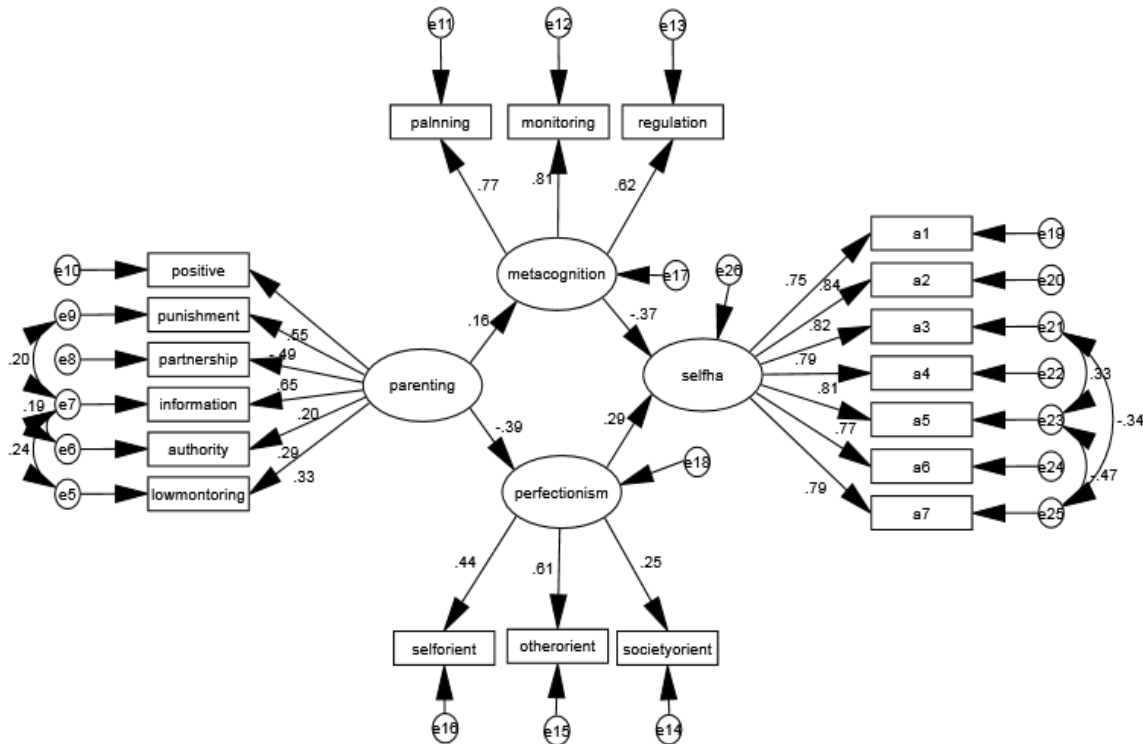 e11
e12
e13
palnning
monitoring
regulation
.77
.81
.62
e10
positive
e9
punishment
e8
partnership
e7
information
e6
authority
e5
lowmontoring
.20
.19
.24
.55
-.49
.65
.20
.29
.33
parenting
.16
-.39
metacognition
e17
e26
-.37
selfha
.29
perfectionism
e18
.75
.84
.82
.79
.81
.77
.79
a1
e19
a2
e20
a3
e21
a4
e22
a5
e23
a6
e24
a7
e25
.33
-.34
-.47
.44
.61
.25
selforient
otherorient
societyorient
e16
e15
e14